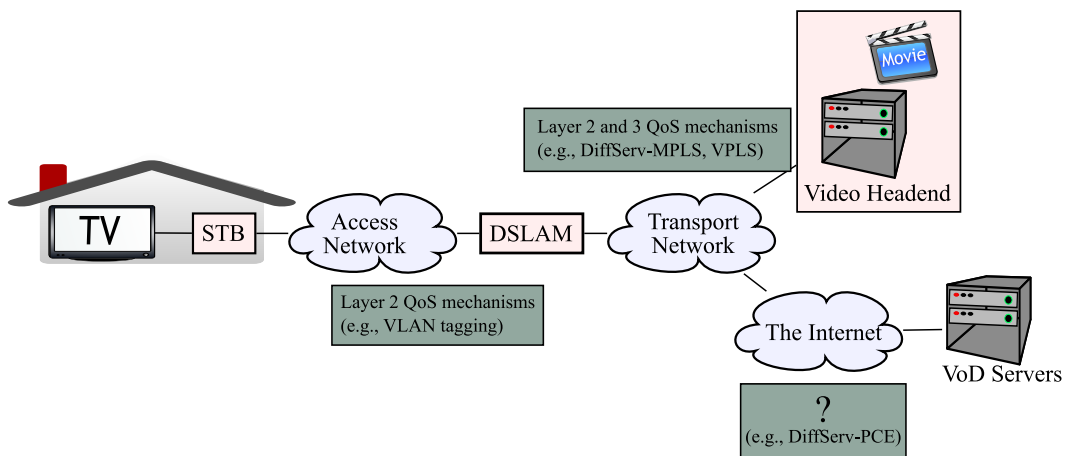 Movie
Layer 2 and 3 QoS mechanisms
(e.g., DiffServ-MPLS, VPLS)
Video Headend
TV
STB
Access
Network
DSLAM
Transport
Network
Layer 2 QoS mechanisms
(e.g., VLAN tagging)
The Internet
VoD Servers
?
(e.g., DiffServ-PCE)